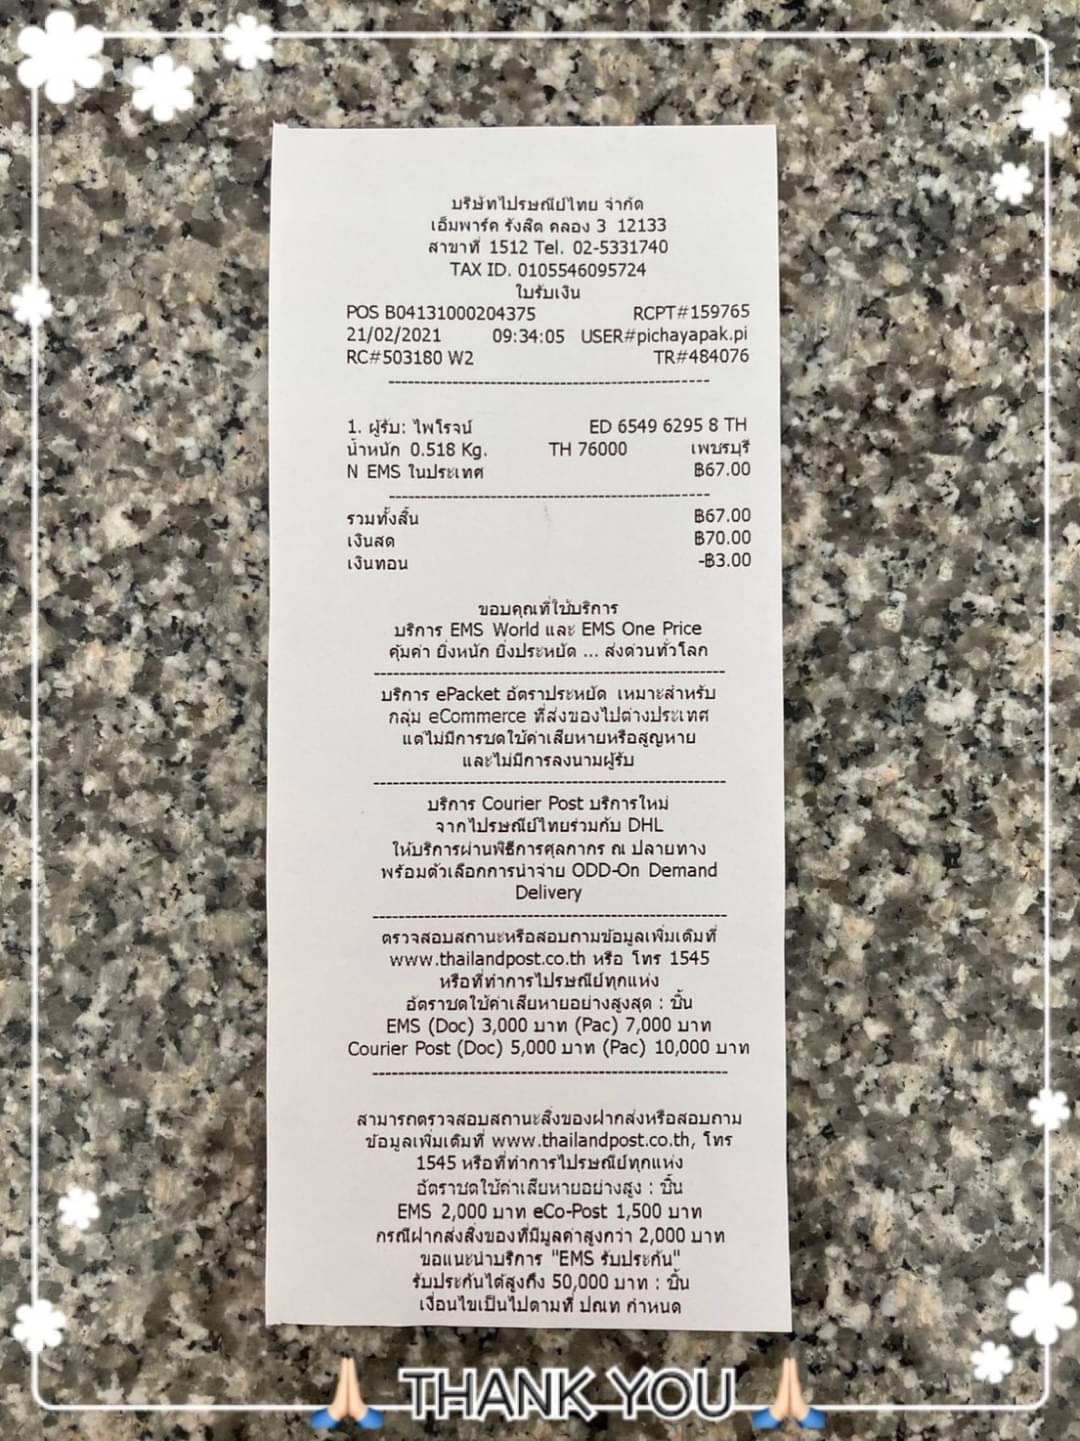 บริษัทไปรษณีย์ไทย จำกัด
เอ็มพาร์ค รังสิต คลอง 3 12133
สาขาที่ 1512 Tel. 02-5331740
TAX ID. 0105546095724
ใบรับเงิน
POS B04131000204375 RCPT#159765
21/02/2021 09:34:05 USER#pichayapak.pi
RC#503180 W2 TR#484076
1. ผู้รับ: ไพโรจน์ ED 6549 6295 8 TH
น้ำหนัก 0.518 Kg. TH 76000 เพชรบุรี
N EMS ในประเทศ ฿67.00
รวมทั้งสิ้น ฿67.00
เงินสด ฿70.00
เงินทอน -฿3.00
ขอบคุณที่ใช้บริการ
บริการ EMS World และ EMS One Price
คุ้มค่า ยิ่งหนัก ยิ่งประหยัด ... ส่งด่วนทั่วโลก
บริการ ePacket อัตราประหยัด เหมาะสำหรับ
กลุ่ม eCommerce ที่ส่งของไปต่างประเทศ
แต่ไม่มีการชดใช้ค่าเสียหายหรือสูญหาย
และไม่มีการลงนามผู้รับ
บริการ Courier Post บริการใหม่
จากไปรษณีย์ไทยร่วมกับ DHL
ให้บริการผ่านพิธีการศุลกากร ณ ปลายทาง
พร้อมตัวเลือกการนำจ่าย ODD-On Demand
Delivery
ตรวจสอบสถานะหรือสอบถามข้อมูลเพิ่มเติมที่
www.thailandpost.co.th หรือ โทร 1545
หรือที่ทำการไปรษณีย์ทุกแห่ง
อัตราชดใช้ค่าเสียหายอย่างสูงสุด : ชิ้น
EMS (Doc) 3,000 บาท (Pac) 7,000 บาท
Courier Post (Doc) 5,000 บาท (Pac) 10,000 บาท
สามารถตรวจสอบสถานะสิ่งของฝากส่งหรือสอบถาม
ข้อมูลเพิ่มเติมที่ www.thailandpost.co.th, โทร
1545 หรือที่ทำการไปรษณีย์ทุกแห่ง
อัตราชดใช้ค่าเสียหายอย่างสูง : ชิ้น
EMS 2,000 บาท eCo-Post 1,500 บาท
กรณีฝากส่งสิ่งของที่มีมูลค่าสูงกว่า 2,000 บาท
ขอแนะนำบริการ "EMS รับประกัน"
รับประกันได้สูงถึง 50,000 บาท : ชิ้น
เงื่อนไขเป็นไปตามที่ ปณท กำหนด
THANK YOU